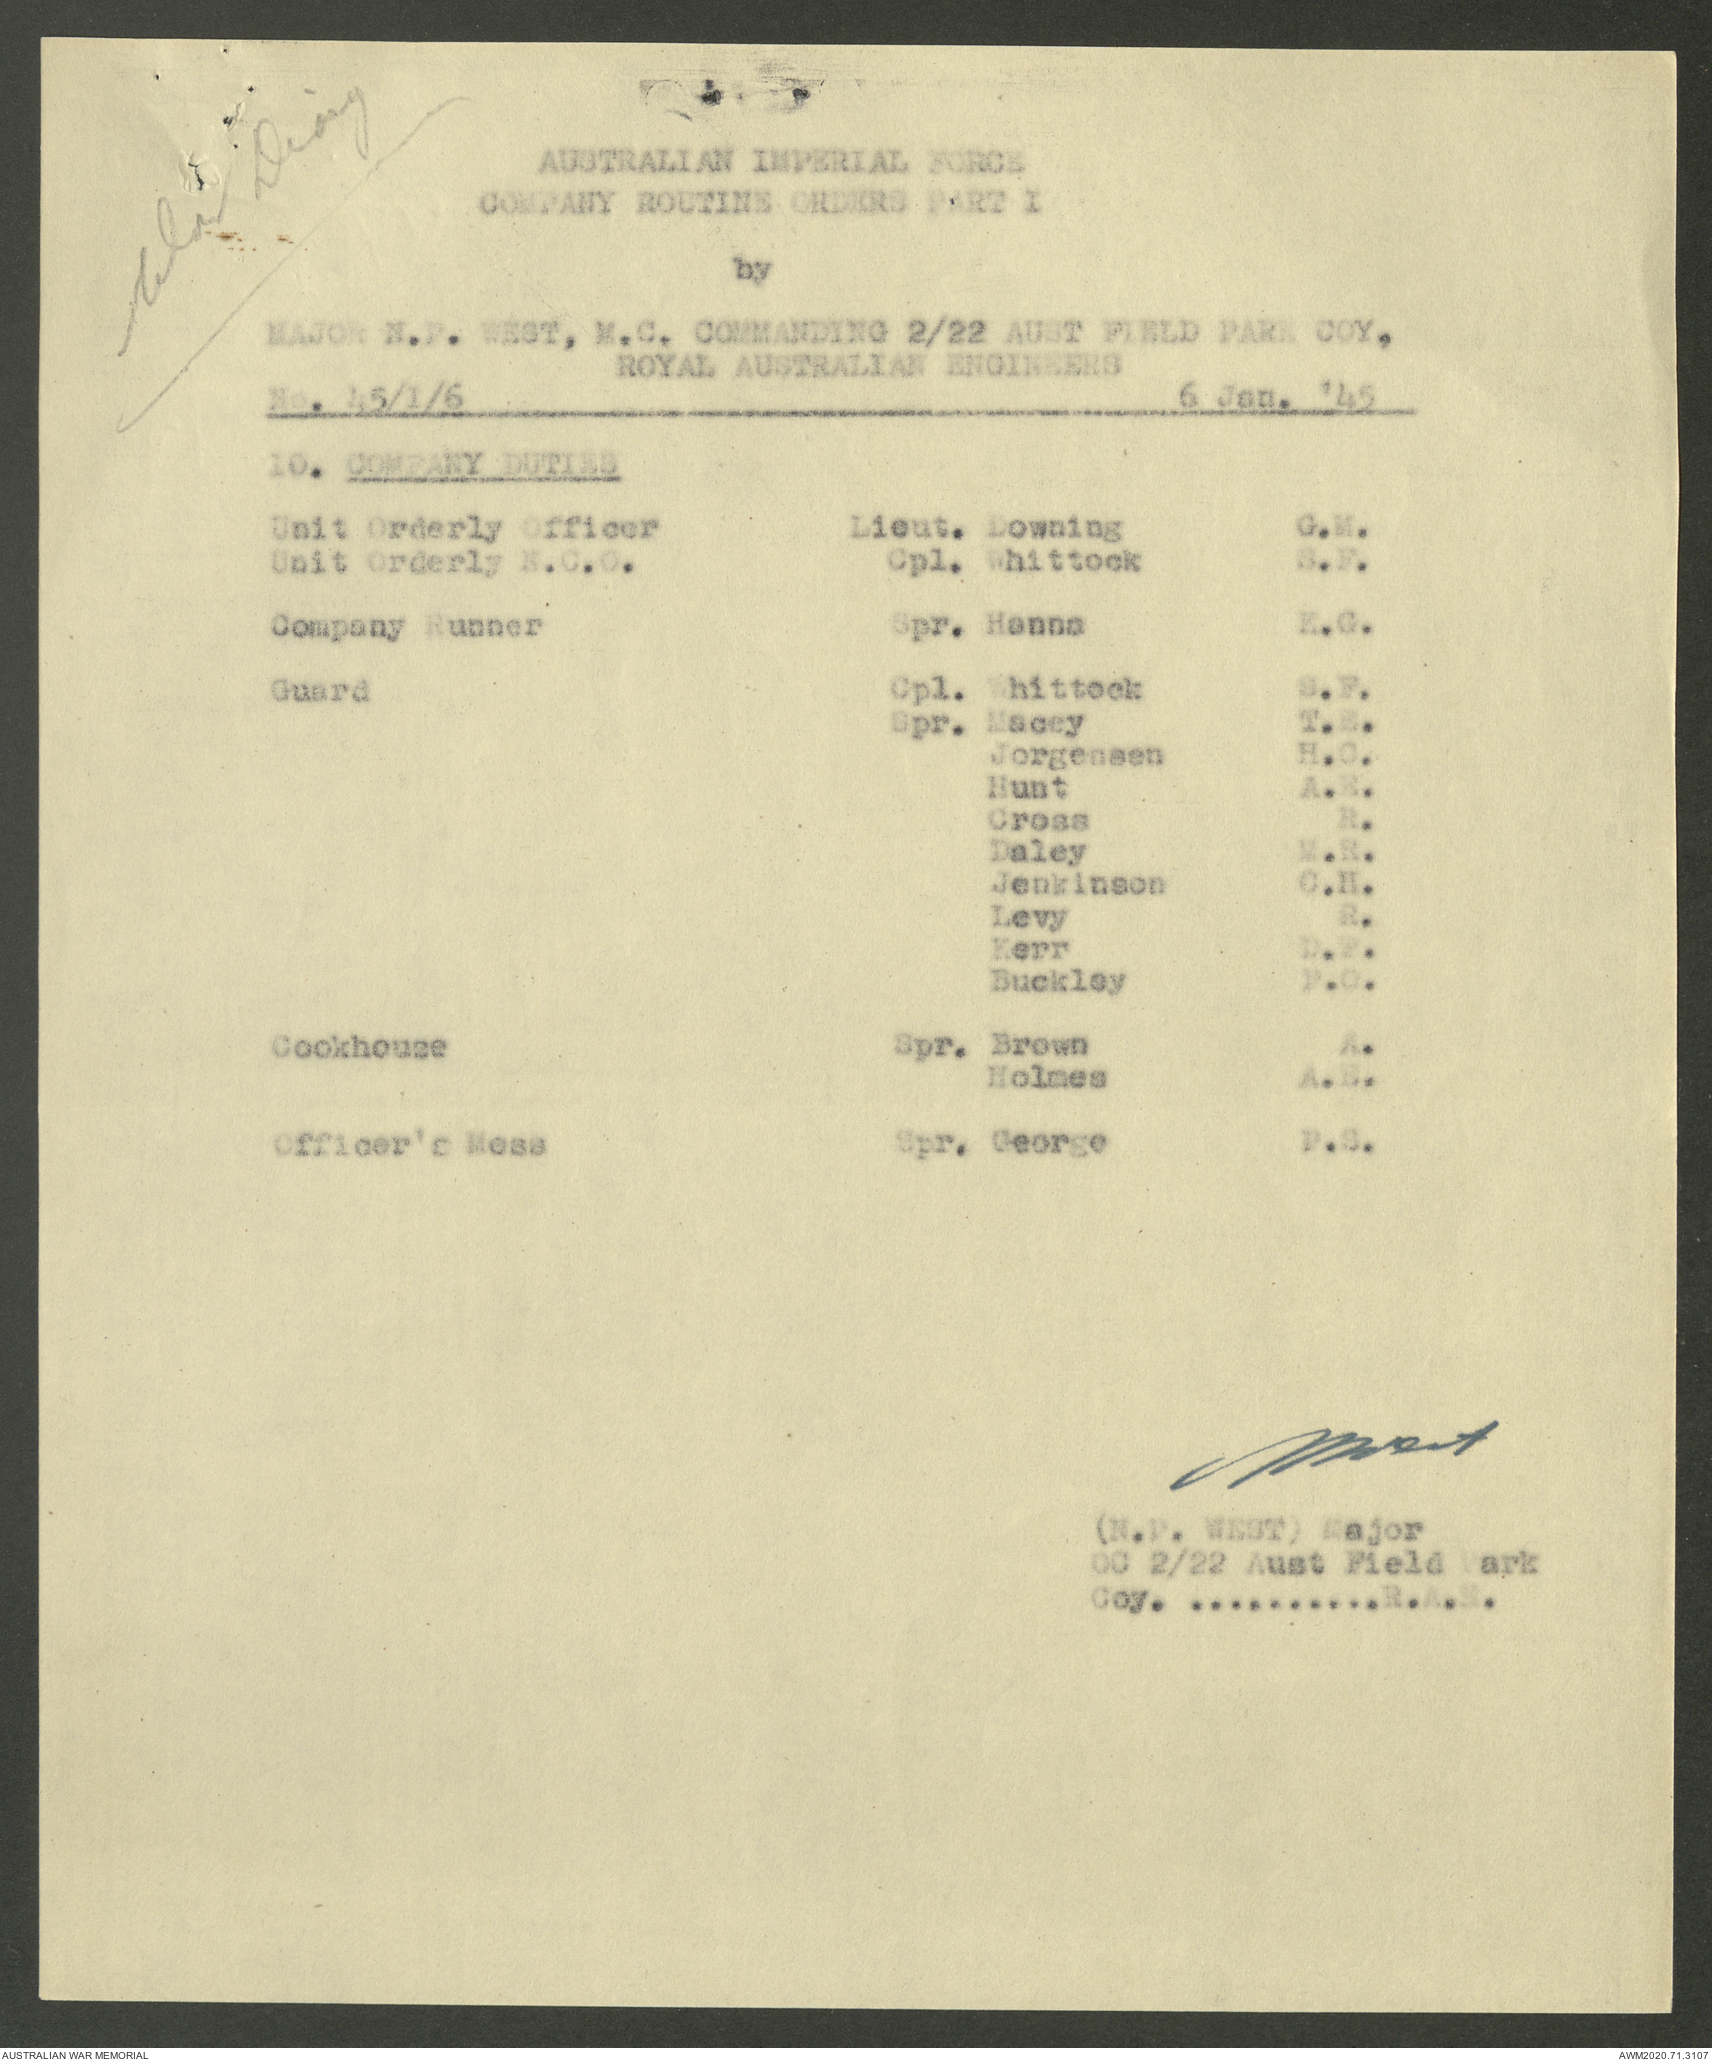 War Diary
AUSTRALIAN IMPERIAL FORCE
COMPANY ROUTINE ORDERS PART I
by
MAJOR N.P. WEST, M.C. COMMANDING 2/22 AUST FIELD PARK COY,
ROYAL AUSTRALIAN ENGINEERS
No. 45/1/6 6 Jan. '45
10. COMPANY DUTIES
Unit Orderly Officer Lieut. Downing G.M.
Unit Orderly N.C.O. Cpl. Whittock S.F.
Company Runner Spr. Hanna K.G.
Guard Cpl. Whittock S.F.
Spr. Macey T.E.
Jorgensen H.C.
Hunt A.E.
Cross R.
Daley M.R.
Jenkinson C.H.
Levy R.
Kerr
Buckley
Cookhouse Spr. Brown A.
Holmes
Officer's Mess Spr. George P.S.
(N.P. WEST) Major
OC 2/22 Aust Field Park
Coy. ..........R.A.E.
AUSTRALIAN WAR MEMORIAL AWM2020.71.3107